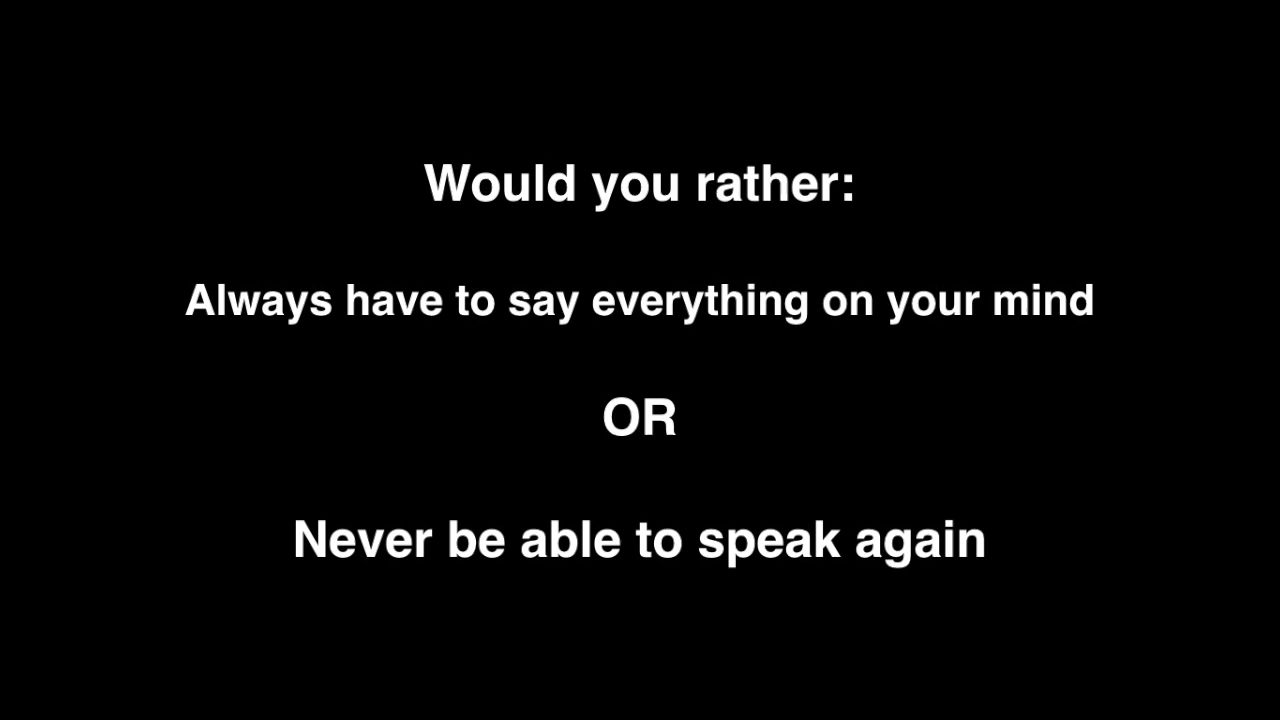 Would you rather:
Always have to say everything on your mind
OR
Never be able to speak again